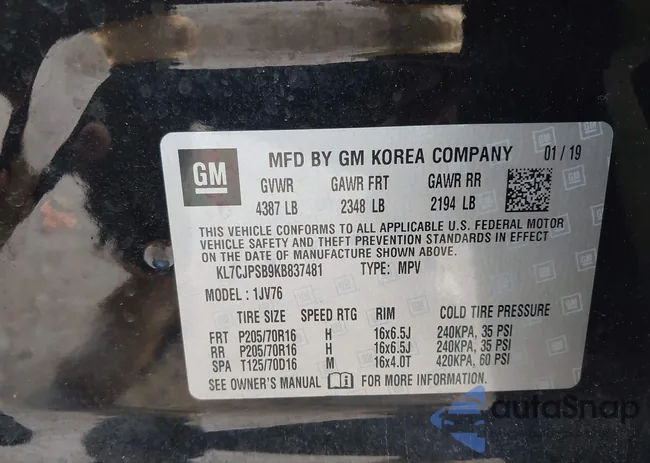 GM
MFD BY GM KOREA COMPANY 01 / 19
GVWR GAWR FRT GAWR RR
4387 LB 2348 LB 2194 LB
THIS VEHICLE CONFORMS TO ALL APPLICABLE U.S. FEDERAL MOTOR
VEHICLE SAFETY AND THEFT PREVENTION STANDARDS IN EFFECT
ON THE DATE OF MANUFACTURE SHOWN ABOVE.
KL7CJPSB9KB837481 TYPE: MPV
MODEL : 1JV76
TIRE SIZE SPEED RTG RIM COLD TIRE PRESSURE
FRT P205/70R16 H 16x6.5J 240KPA, 35 PSI
RR P205/70R16 H 16x6.5J 240KPA, 35 PSI
SPA T125/70D16 M 16x4.0T 420KPA, 60 PSI
SEE OWNER'S MANUAL FOR MORE INFORMATION.
autoSnap